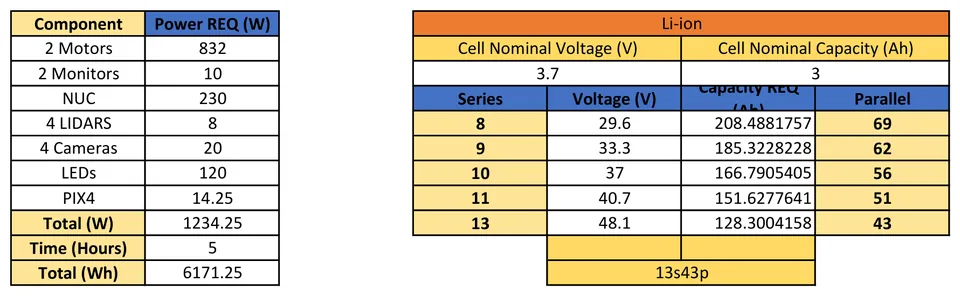 Component Power REQ (W)
2 Motors 832
2 Monitors 10
NUC 230
4 LIDARS 8
4 Cameras 20
LEDs 120
PIX4 14.25
Total (W) 1234.25
Time (Hours) 5
Total (Wh) 6171.25
Li-ion
Cell Nominal Voltage (V) Cell Nominal Capacity (Ah)
3.7 3
Series Voltage (V) Capacity REQ (Ah) Parallel
8 29.6 208.4881757 69
9 33.3 185.3228228 62
10 37 166.7905405 56
11 40.7 151.6277641 51
13 48.1 128.3004158 43
13s43p